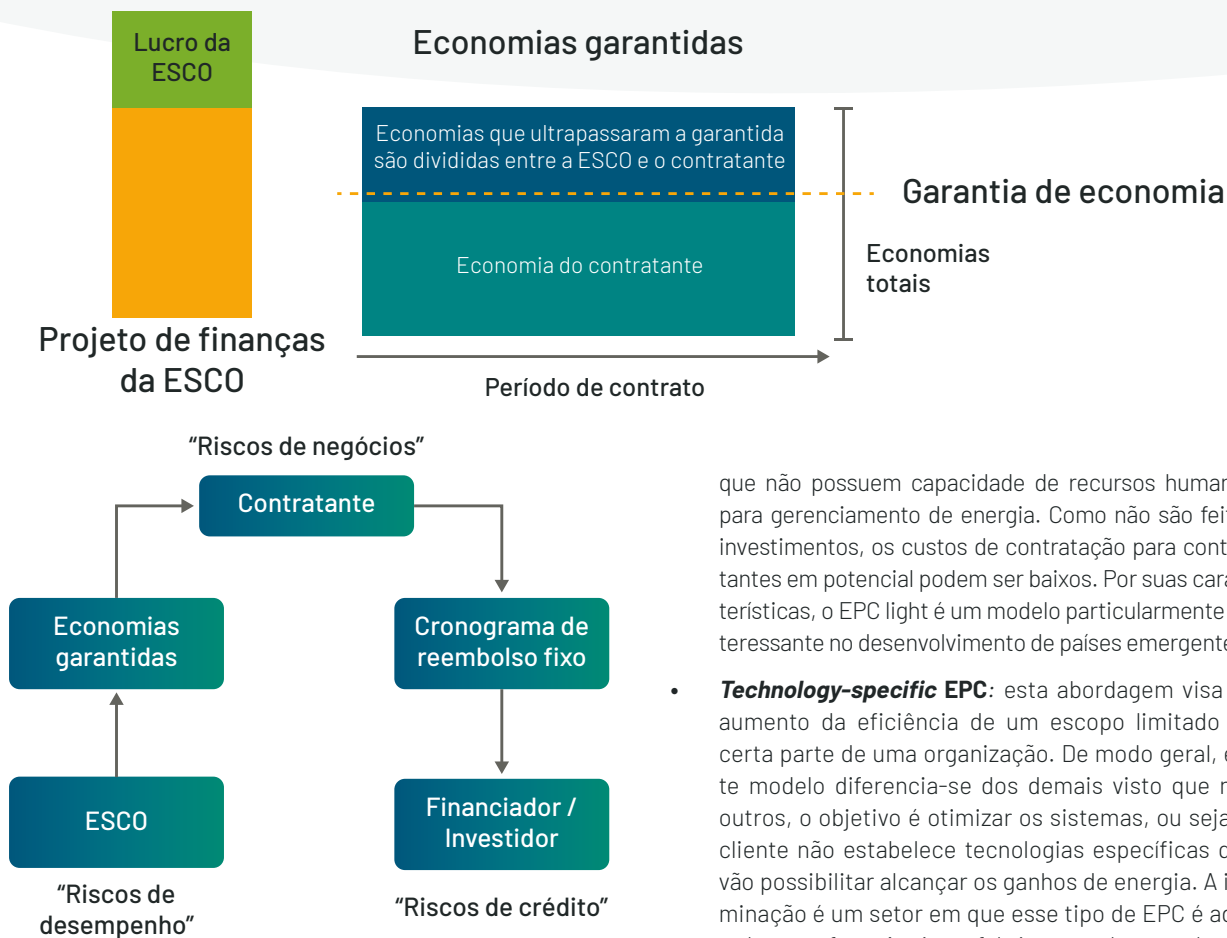 Lucro da
ESCO
Economias garantidas
Economias que ultrapassaram a garantida
são divididas entre a ESCO e o contratante
Garantia de economia
Economia do contratante
Economias
totais
Projeto de finanças
da ESCO
Período de contrato
“Riscos de negócios”
Contratante
Economias
garantidas
Cronograma de
reembolso fixo
ESCO
Financiador /
Investidor
“Riscos de
desempenho”
“Riscos de crédito”
que não possuem capacidade de recursos human
para gerenciamento de energia. Como não são feit
investimentos, os custos de contratação para cont
tantes em potencial podem ser baixos. Por suas cara
terísticas, o EPC light é um modelo particularmente
teressante no desenvolvimento de países emergente
• Technology-specific EPC: esta abordagem visa
aumento da eficiência de um escopo limitado
certa parte de uma organização. De modo geral, e
te modelo diferencia-se dos demais visto que n
outros, o objetivo é otimizar os sistemas, ou seja
cliente não estabelece tecnologias específicas q
vão possibilitar alcançar os ganhos de energia. A i
minação é um setor em que esse tipo de EPC é ad